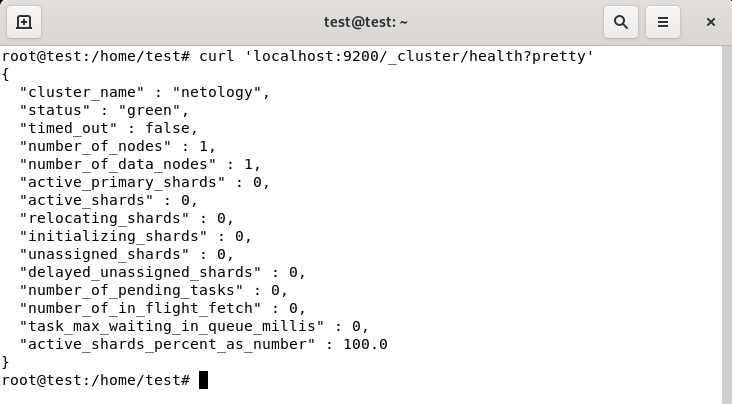 test@test: ~
root@test:/home/test# curl 'localhost:9200/_cluster/health?pretty'
{
  "cluster_name" : "netology",
  "status" : "green",
  "timed_out" : false,
  "number_of_nodes" : 1,
  "number_of_data_nodes" : 1,
  "active_primary_shards" : 0,
  "active_shards" : 0,
  "relocating_shards" : 0,
  "initializing_shards" : 0,
  "unassigned_shards" : 0,
  "delayed_unassigned_shards" : 0,
  "number_of_pending_tasks" : 0,
  "number_of_in_flight_fetch" : 0,
  "task_max_waiting_in_queue_millis" : 0,
  "active_shards_percent_as_number" : 100.0
}
root@test:/home/test#